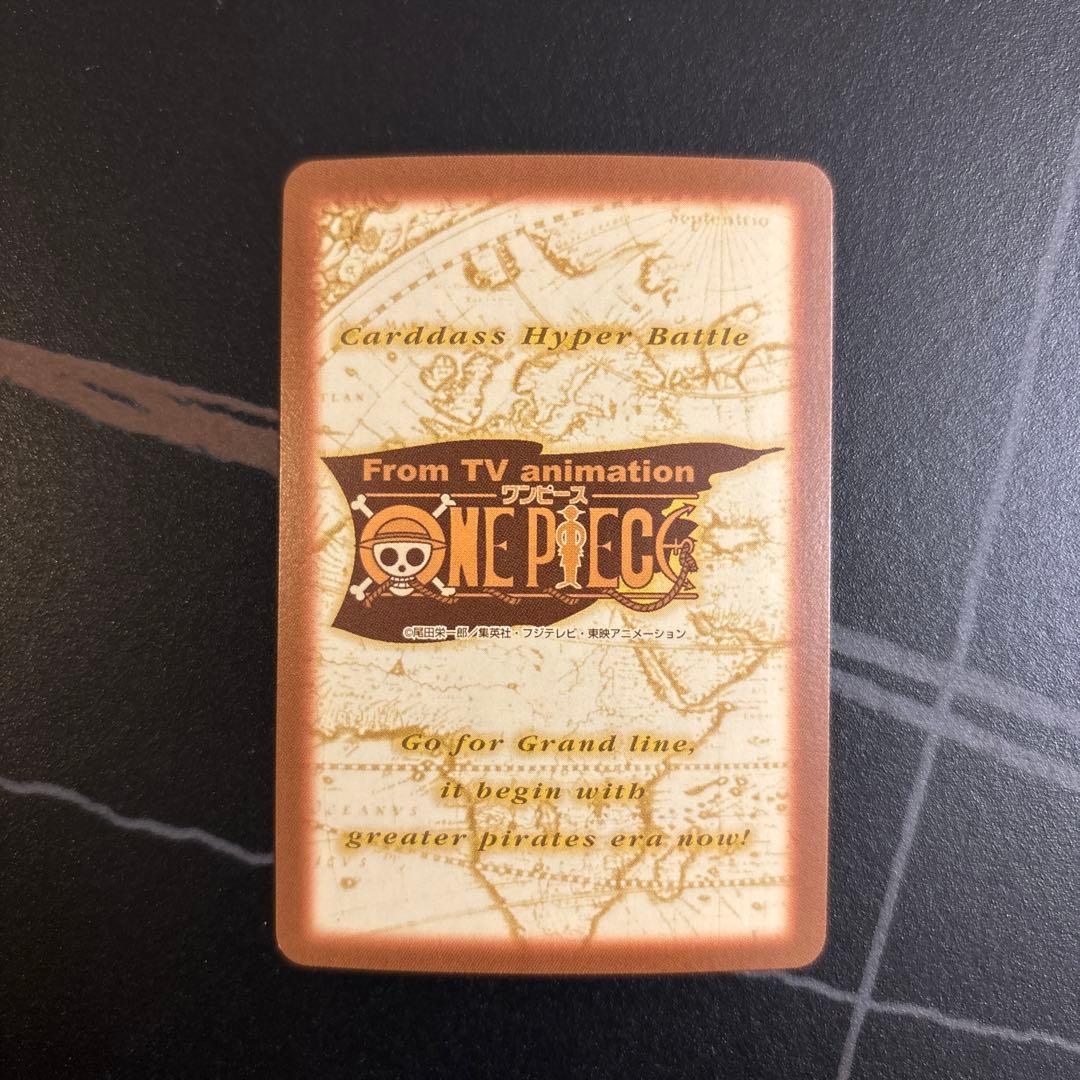 Septentrio
Carddass Hyper Battle
From TV animation
ワンピース
ONE PIECE
©尾田栄一郎/集英社・フジテレビ・東映アニメーション
Go for Grand line,
it begin with
OCEANVS
greater pirates era now!